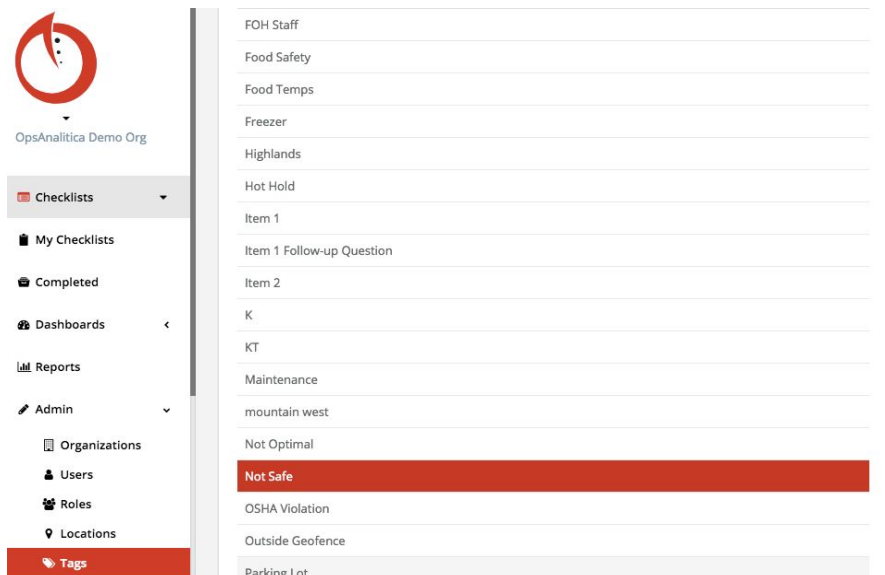 OpsAnalitica Demo Org
Checklists
My Checklists
Completed
Dashboards
Reports
Admin
Organizations
Users
Roles
Locations
Tags
FOH Staff
Food Safety
Food Temps
Freezer
Highlands
Hot Hold
Item 1
Item 1 Follow-up Question
Item 2
K
KT
Maintenance
mountain west
Not Optimal
Not Safe
OSHA Violation
Outside Geofence
Parking Lot